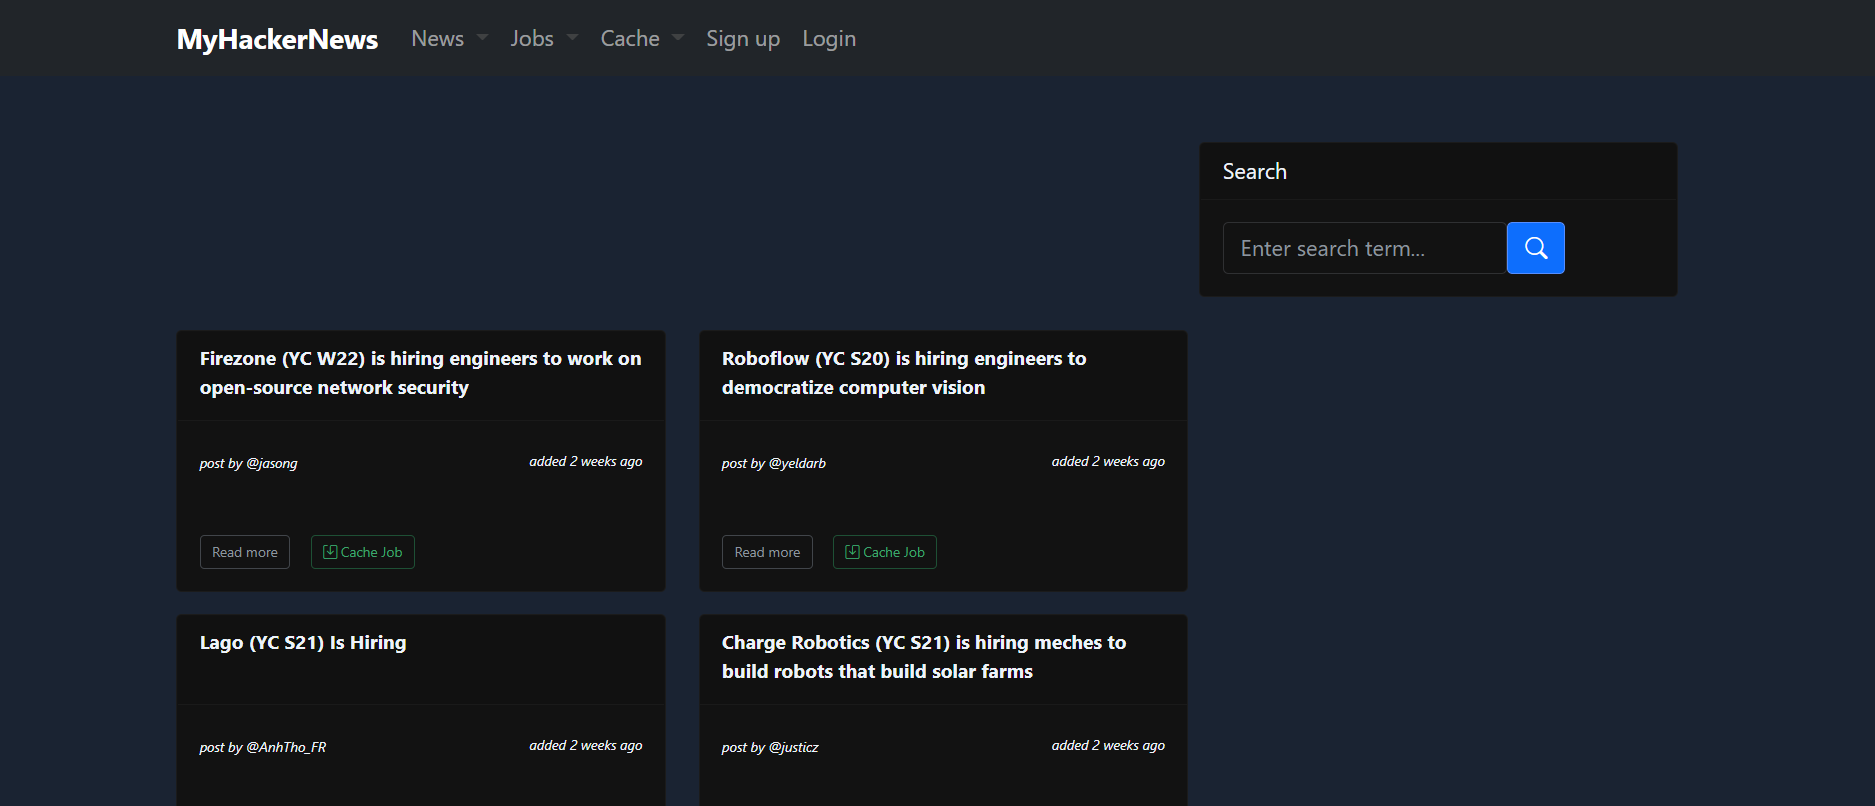 MyHackerNews News Jobs Cache Sign up Login
Search
Enter search term...
Firezone (YC W22) is hiring engineers to work on
open-source network security
post by @jasong added 2 weeks ago
Read more Cache Job
Roboflow (YC S20) is hiring engineers to
democratize computer vision
post by @yeldarb added 2 weeks ago
Read more Cache Job
Lago (YC S21) Is Hiring
post by @AnhTho_FR added 2 weeks ago
Charge Robotics (YC S21) is hiring meches to
build robots that build solar farms
post by @justicz added 2 weeks ago